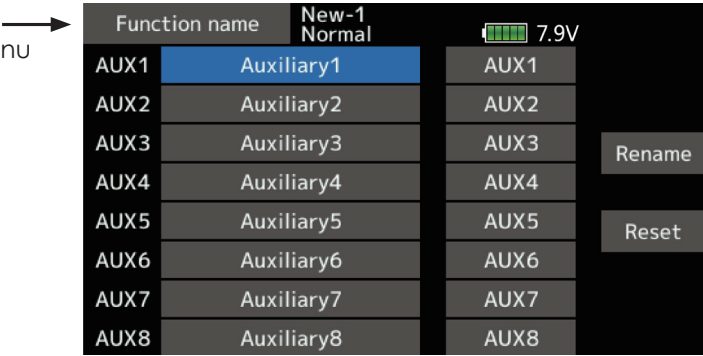 nu
Function name New-1 Normal 7.9V
AUX1 Auxiliary1 AUX1
AUX2 Auxiliary2 AUX2
AUX3 Auxiliary3 AUX3
Rename
AUX4 Auxiliary4 AUX4
AUX5 Auxiliary5 AUX5
Reset
AUX6 Auxiliary6 AUX6
AUX7 Auxiliary7 AUX7
AUX8 Auxiliary8 AUX8